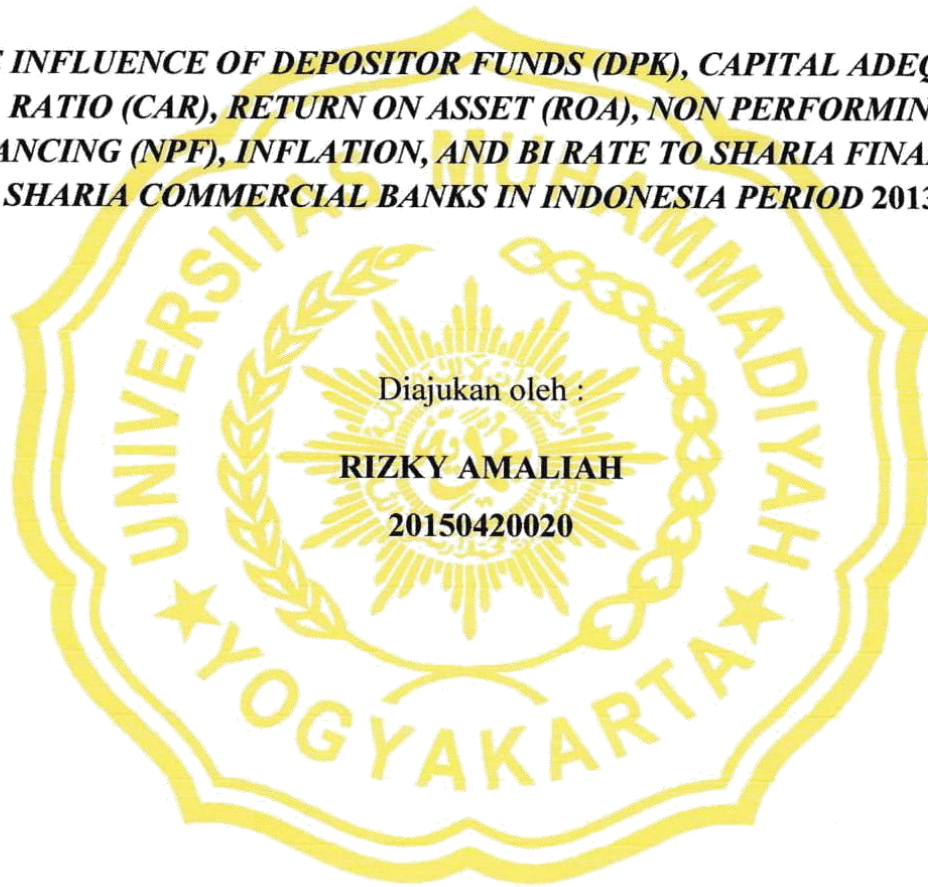 E INFLUENCE OF DEPOSITOR FUNDS (DPK), CAPITAL ADEQ
RATIO (CAR), RETURN ON ASSET (ROA), NON PERFORMIN
ANCING (NPF), INFLATION, AND BI RATE TO SHARIA FINA
SHARIA COMMERCIAL BANKS IN INDONESIA PERIOD 2013
UNIVERSITAS MUHAMMADIYAH
Diajukan oleh :
RIZKY AMALIAH
20150420020
★ YOGYAKARTA ★